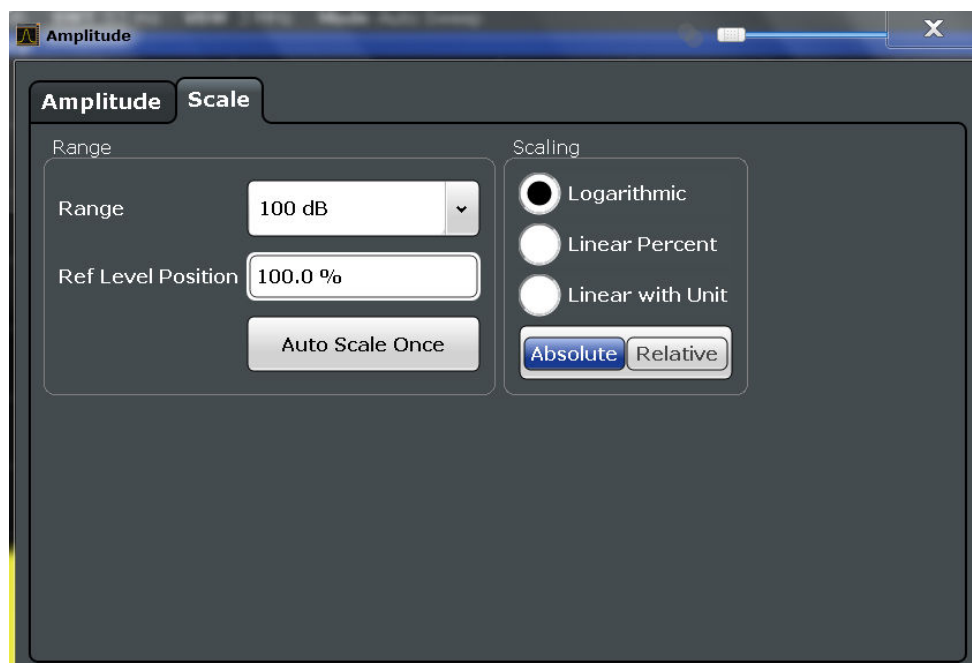 Amplitude
X
Amplitude
Scale
Range
Range
100 dB
Ref Level Position
100.0 %
Auto Scale Once
Scaling
Logarithmic
Linear Percent
Linear with Unit
Absolute
Relative